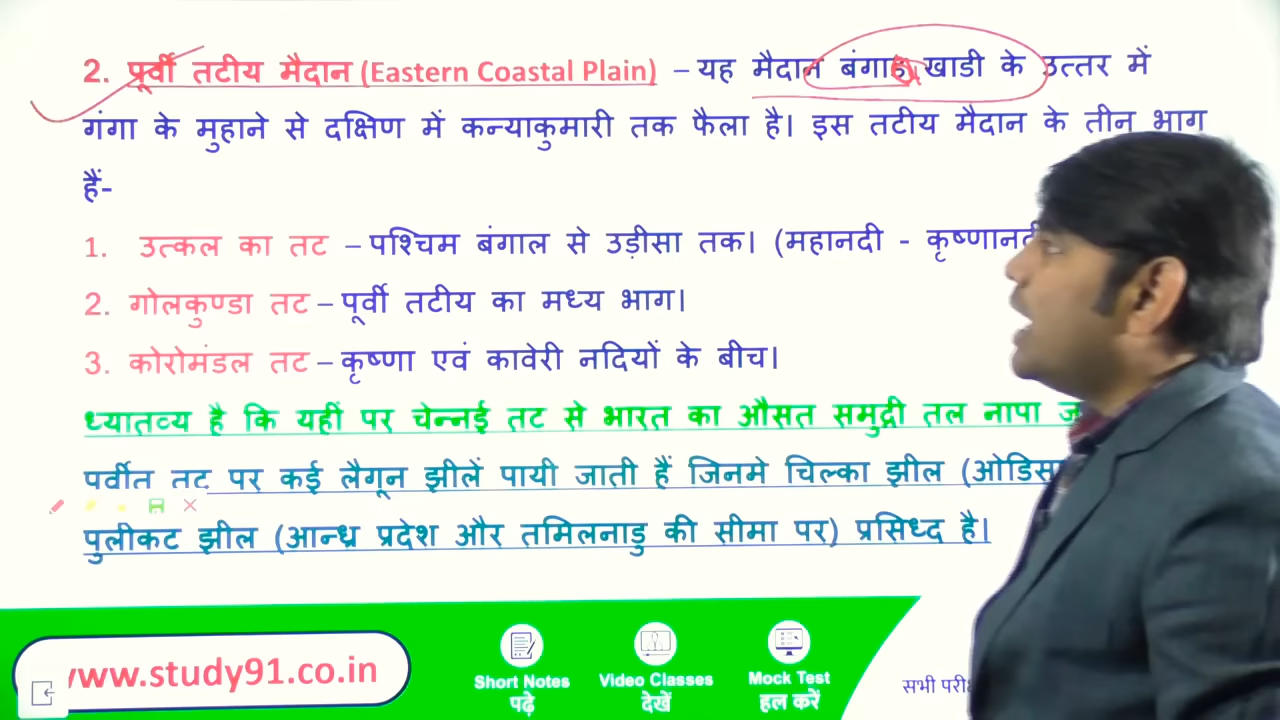 2. पूर्वी तटीय मैदान (Eastern Coastal Plain) – यह मैदान बंगाल खाडी के उत्तर में
गंगा के मुहाने से दक्षिण में कन्याकुमारी तक फैला है। इस तटीय मैदान के तीन भाग
हैं-
1. उत्कल का तट – पश्चिम बंगाल से उड़ीसा तक। (महानदी - कृष्णानदी
2. गोलकुण्डा तट – पूर्वी तटीय का मध्य भाग।
3. कोरोमंडल तट – कृष्णा एवं कावेरी नदियों के बीच।
ध्यातव्य है कि यहीं पर चेन्नई तट से भारत का औसत समुद्री तल नापा
पर्वीत तट पर कई लैगून झीलें पायी जाती हैं जिनमे चिल्का झील
पुलीकट झील (आन्ध्र प्रदेश और तमिलनाडु की सीमा पर) प्रसिध्द है।
www.study91.co.in
Short Notes
पढ़े
Video Classes
देखें
Mock Test
हल करें
सभी